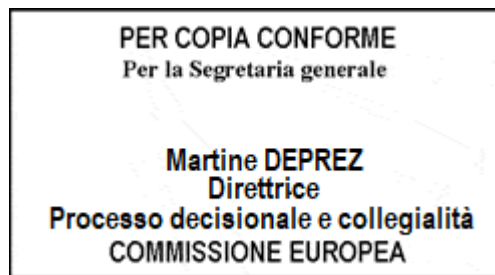 PER COPIA CONFORME
Per la Segretaria generale
Martine DEPREZ
Direttrice
Processo decisionale e collegialità
COMMISSIONE EUROPEA